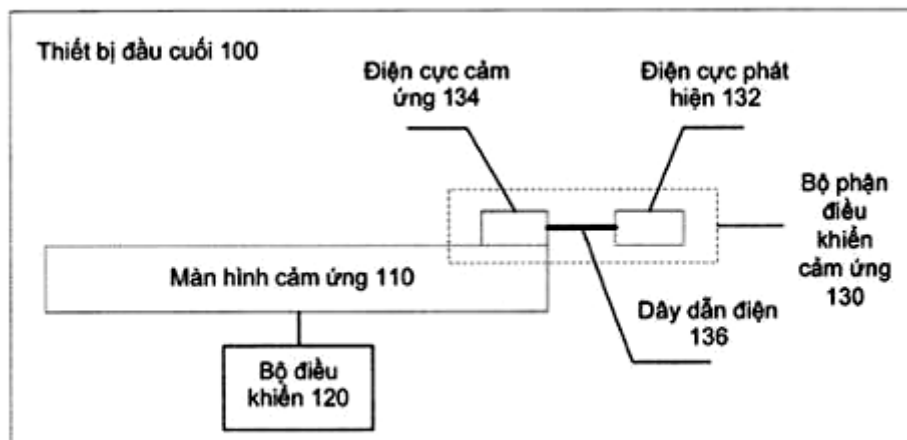 Thiết bị đầu cuối 100
Điện cực cảm
ứng 134
Điện cực phát
hiện 132
Bộ phận
điều
khiển
cảm ứng
130
Màn hình cảm ứng 110
Dây dẫn điện
136
Bộ điều
khiển 120